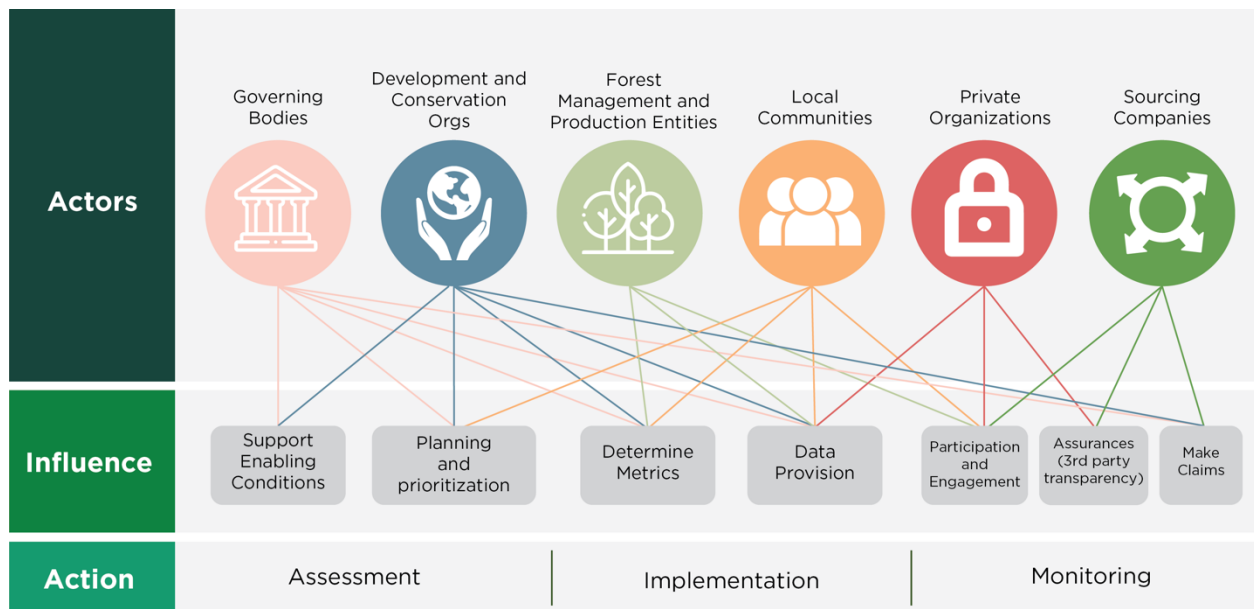 Actors
Governing
Bodies
Development and
Conservation
Orgs
Forest
Management and
Production Entities
Local
Communities
Private
Organizations
Sourcing
Companies
Influence
Support
Enabling
Conditions
Planning
and
prioritization
Determine
Metrics
Data
Provision
Participation
and
Engagement
Assurances
(3rd party
transparency)
Make
Claims
Action
Assessment
Implementation
Monitoring